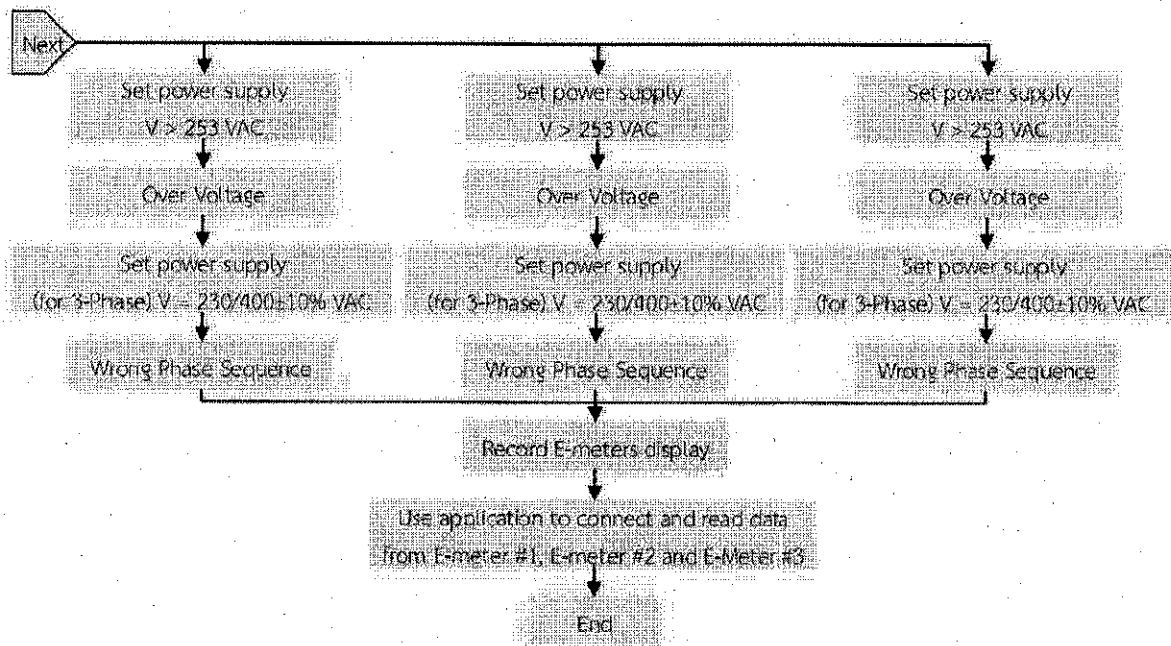 Next
Set power supply
V > 253 VAC
Set power supply
V > 253 VAC
Set power supply
V > 253 VAC
Over Voltage
Over Voltage
Over Voltage
Set power supply
(for 3-Phase) V = 230/400±10% VAC
Set power supply
(for 3-Phase) V = 230/400±10% VAC
Set power supply
(for 3-Phase) V = 230/400±10% VAC
Wrong Phase Sequence
Wrong Phase Sequence
Wrong Phase Sequence
Record E-meters display
Use application to connect and read data
from E-meter #1, E-meter #2 and E-Meter #3
End